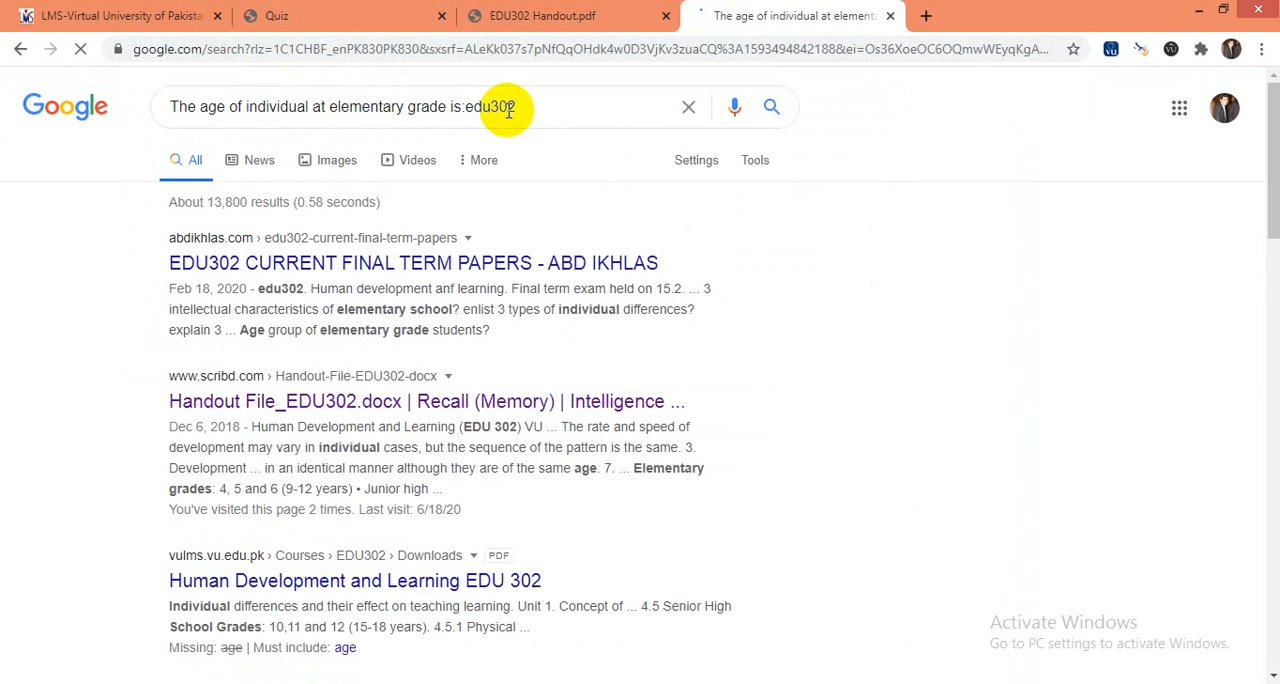 LMS-Virtual University of Pakista
Quiz
EDU302 Handout.pdf
The age of individual at elementa
google.com/search?rlz=1C1CHBF_enPK830PK830&sxsrf=ALeKk037s7pNfQqOHdk4w0D3VjKv3zuaCQ%3A1593494842188&ei=Os36XoeOC6OQmwWEyqKgA...
Google
The age of individual at elementary grade is:edu302
All
News
Images
Videos
More
Settings
Tools
About 13,800 results (0.58 seconds)
abdikhlas.com › edu302-current-final-term-papers
EDU302 CURRENT FINAL TERM PAPERS - ABD IKHLAS
Feb 18, 2020 - edu302. Human development anf learning. Final term exam held on 15.2. ... 3
intellectual characteristics of elementary school? enlist 3 types of individual differences?
explain 3 ... Age group of elementary grade students?
www.scribd.com › Handout-File-EDU302-docx
Handout File_EDU302.docx | Recall (Memory) | Intelligence ...
Dec 6, 2018 - Human Development and Learning (EDU 302) VU ... The rate and speed of
development may vary in individual cases, but the sequence of the pattern is the same. 3.
Development ... in an identical manner although they are of the same age. 7. ... Elementary
grades: 4, 5 and 6 (9-12 years) • Junior high ...
You've visited this page 2 times. Last visit: 6/18/20
vulms.vu.edu.pk › Courses › EDU302 › Downloads PDF
Human Development and Learning EDU 302
Individual differences and their effect on teaching learning. Unit 1. Concept of ... 4.5 Senior High
School Grades: 10,11 and 12 (15-18 years). 4.5.1 Physical ...
Missing: age | Must include: age
Activate Windows
Go to PC settings to activate Windows.